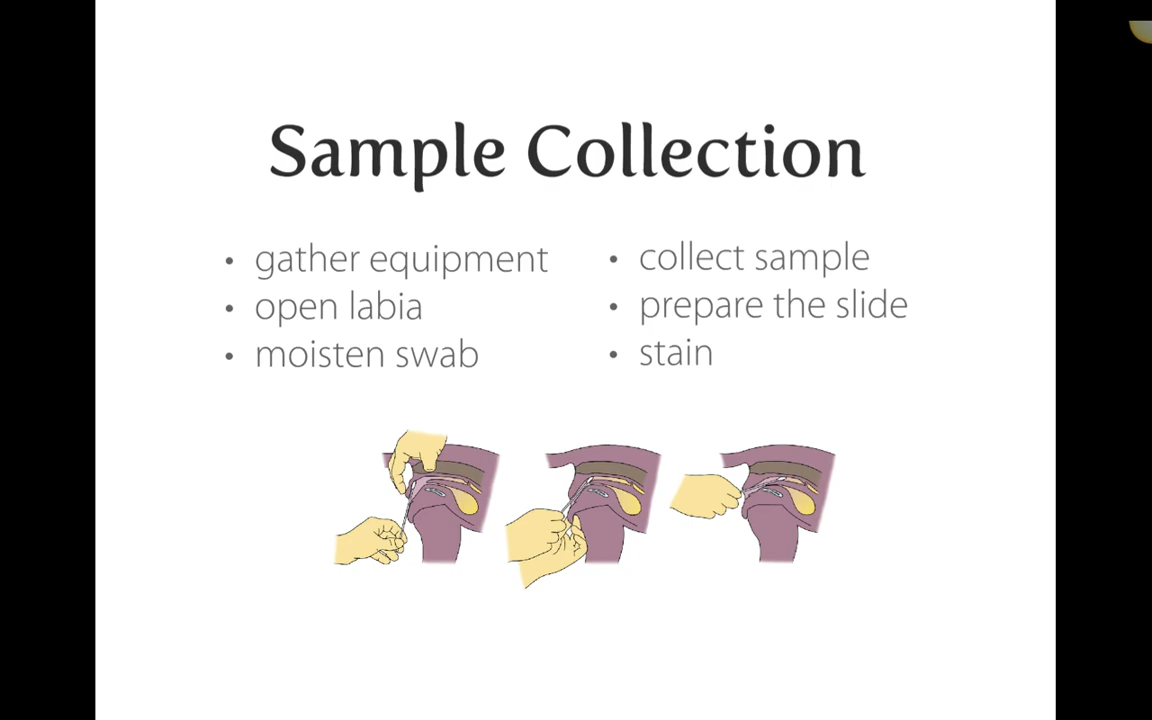 Sample Collection
• gather equipment
• open labia
• moisten swab
• collect sample
• prepare the slide
• stain